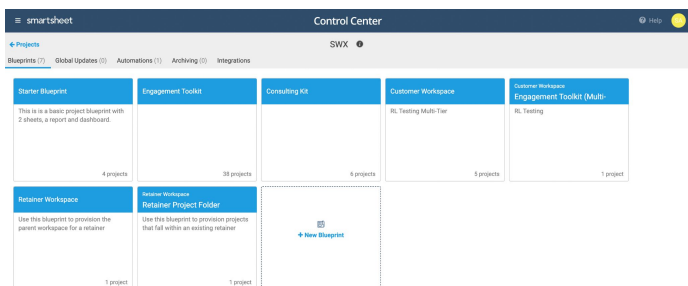 ≡ smartsheet
Control Center
Help
← Projects
SWX
Blueprints (7) Global Updates (0) Automations (1) Archiving (0) Integrations
Starter Blueprint
This is is a basic project blueprint with
2 sheets, a report and dashboard.
4 projects
Engagement Toolkit
38 projects
Consulting Kit
6 projects
Customer Workspace
RL Testing Multi-Tier
5 projects
Customer Workspace
Engagement Toolkit (Multi-
RL Testing
1 project
Retainer Workspace
Use this blueprint to provision the
parent workspace for a retainer
1 project
Retainer Workspace
Retainer Project Folder
Use this blueprint to provision projects
that fall within an existing retainer
1 project
+ New Blueprint